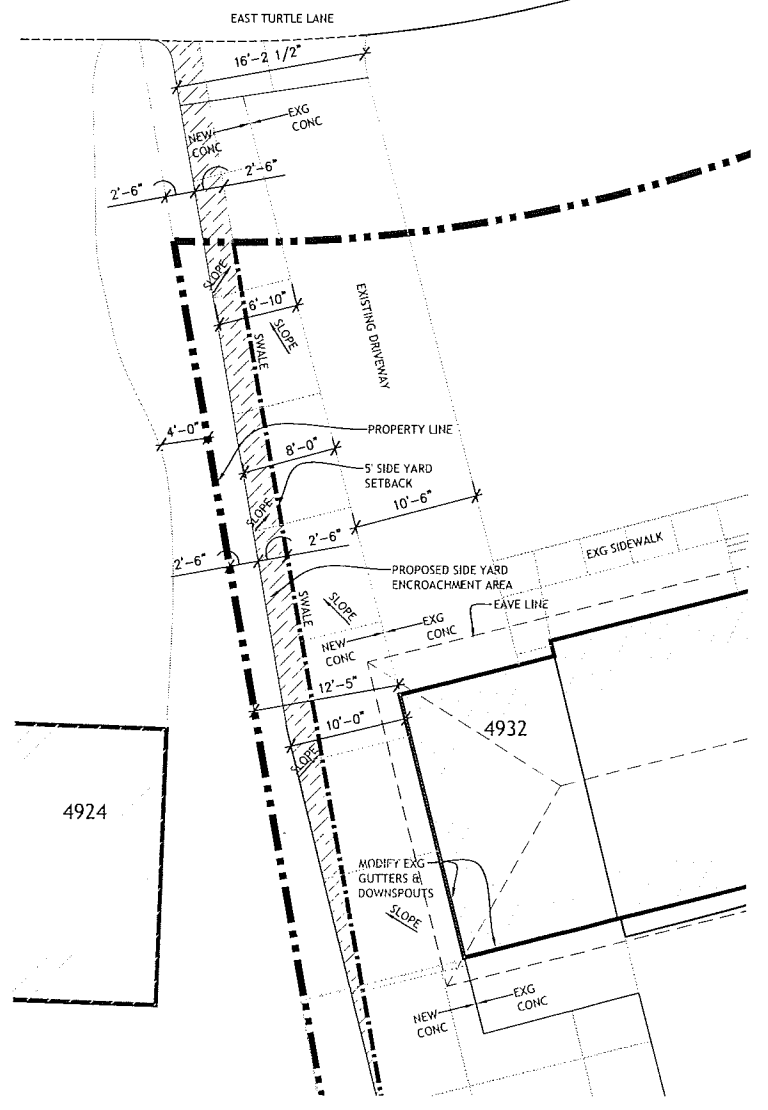 EAST TURTLE LANE
16'-2 1/2"
EXG
CONC
NEW
CONC
2'-6"
2'-6"
SLOPE
6'-10"
SLOPE
SWALE
EXISTING DRIVEWAY
4'-0"
PROPERTY LINE
8'-0"
5' SIDE YARD
SETBACK
10'-6"
SLOPE
2'-6"
2'-6"
EXG SIDEWALK
PROPOSED SIDE YARD
ENCROACHMENT AREA
SWALE
SLOPE
EAVE LINE
EXG
CONC
NEW
CONC
12'-5"
10'-0"
4932
SLOPE
4924
MODIFY EXG
GUTTERS &
DOWNSPOUTS
SLOPE
EXG
CONC
NEW
CONC